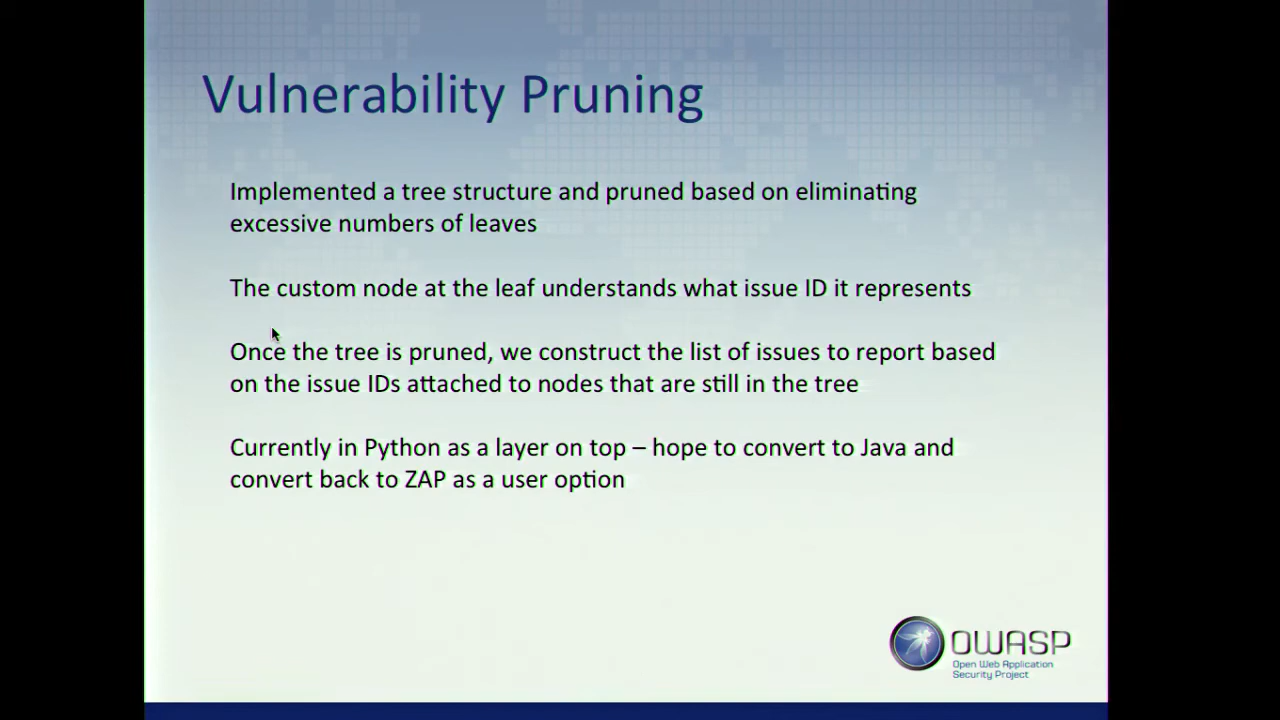 Vulnerability Pruning
Implemented a tree structure and pruned based on eliminating
excessive numbers of leaves
The custom node at the leaf understands what issue ID it represents
Once the tree is pruned, we construct the list of issues to report based
on the issue IDs attached to nodes that are still in the tree
Currently in Python as a layer on top – hope to convert to Java and
convert back to ZAP as a user option
OWASP
Open Web Application
Security Project